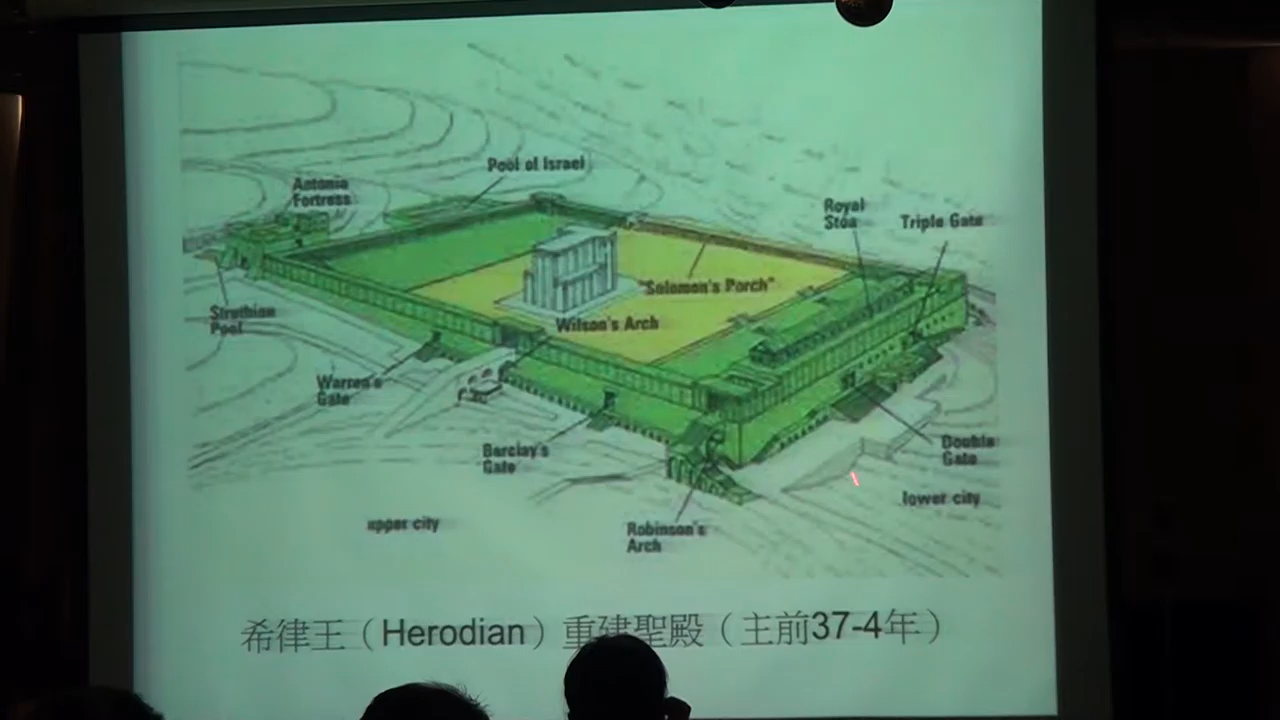 Pool of Israel
Antonia
Fortress
Royal
Stoa
Triple Gate
"Solomon's Porch"
Struthion
Pool
Wilson's Arch
Warren's
Gate
Barclay's
Gate
Double
Gate
lower city
upper city
Robinson's
Arch
希律王（Herodian）重建聖殿（主前37-4年）